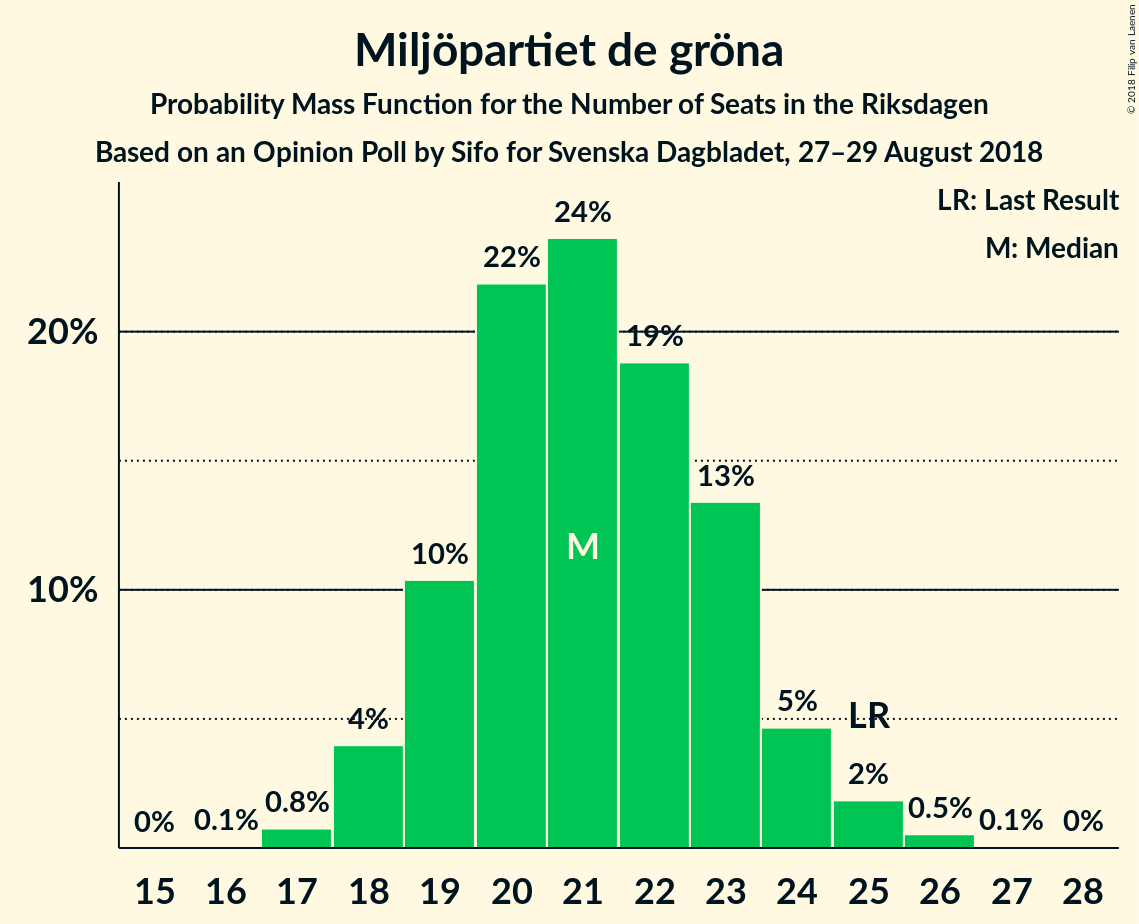 Miljöpartiet de gröna
Probability Mass Function for the Number of Seats in the Riksdagen
Based on an Opinion Poll by Sifo for Svenska Dagbladet, 27–29 August 2018
© 2018 Filip van Laenen
LR: Last Result
M: Median
20%
10%
0%
0.1%
0.8%
4%
10%
22%
24%
19%
13%
5%
2%
0.5%
0.1%
0%
M
LR
15 16 17 18 19 20 21 22 23 24 25 26 27 28